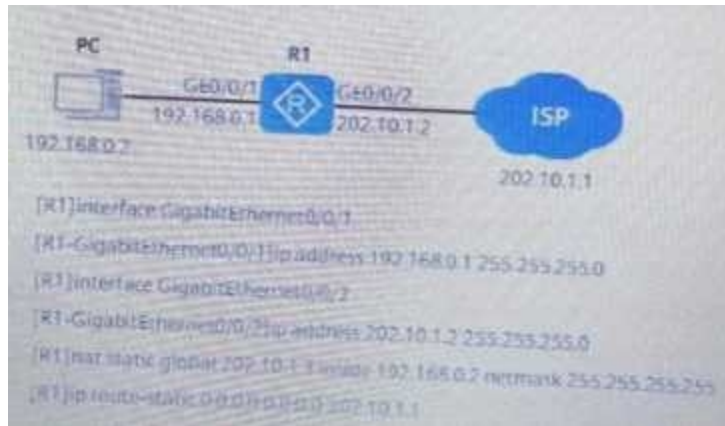 PC
R1
GE0/0/1
GE0/0/2
192.168.0.1
202.10.1.2
ISP
192.168.0.2
202.10.1.1
[R1]interface GigabitEthernet0/0/1
[R1-GigabitEthernet0/0/1]ip address 192.168.0.1 255.255.255.0
[R1]interface GigabitEthernet0/0/2
[R1-GigabitEthernet0/0/2]ip address 202.10.1.2 255.255.255.0
[R1]nat static global inside 192.168.0.2 netmask 255.255.255.255
[R1]ip route-static 0.0.0.0 0.0.0.0 202.10.1.1